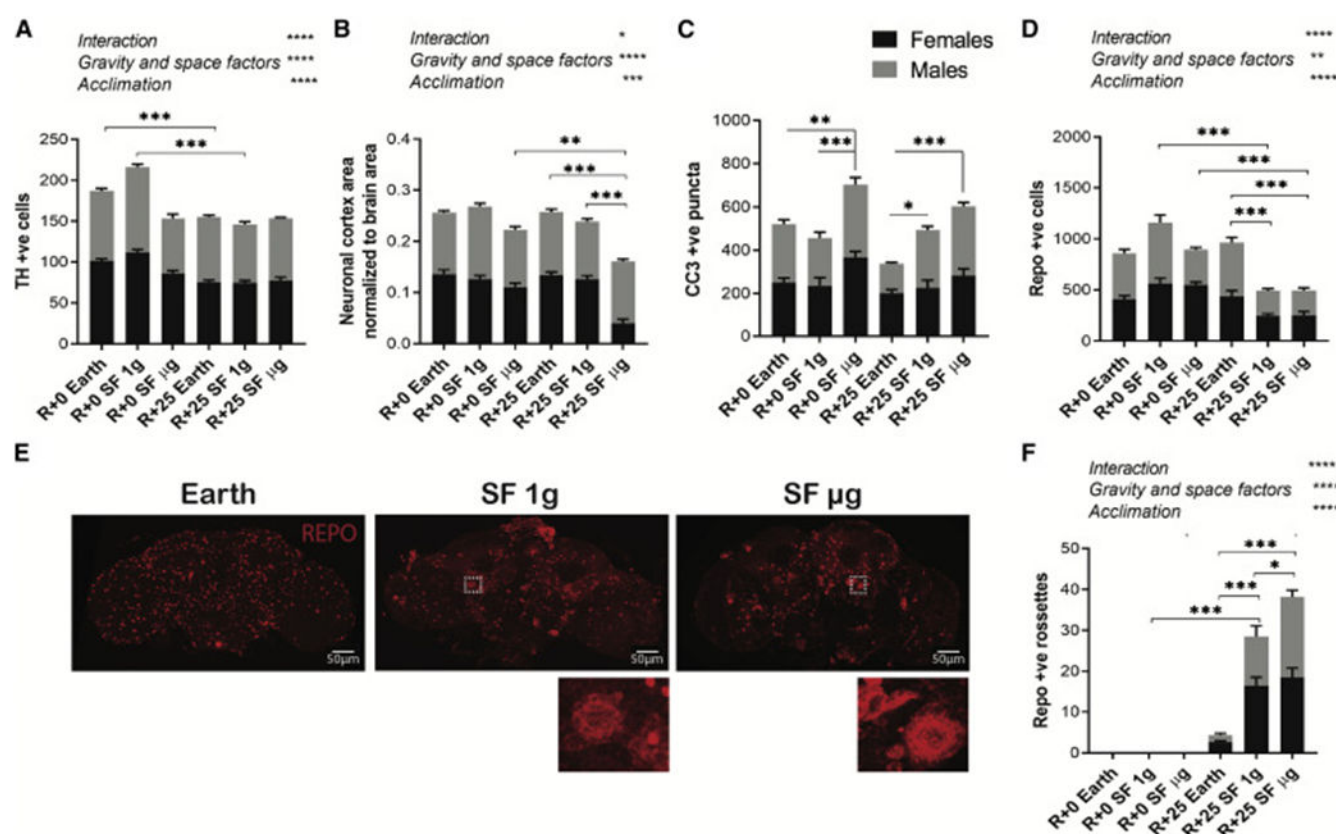 A
Interaction ****
Gravity and space factors ****
Acclimation ****
TH +ve cells
250
200
150
100
50
0
*** 
***
R+0 Earth
R+0 SF 1g
R+0 SF µg
R+25 Earth
R+25 SF 1g
R+25 SF µg
B
Interaction *
Gravity and space factors ****
Acclimation ***
Neuronal cortex area
normalized to brain area
0.4
0.3
0.2
0.1
0.0
**
***
***
R+0 Earth
R+0 SF 1g
R+0 SF µg
R+25 Earth
R+25 SF 1g
R+25 SF µg
C
Females
Males
CC3 +ve puncta
1000
800
600
400
200
0
**
***
***
*
R+0 Earth
R+0 SF 1g
R+0 SF µg
R+25 Earth
R+25 SF 1g
R+25 SF µg
D
Interaction ****
Gravity and space factors **
Acclimation ****
Repo +ve cells
2000
1500
1000
500
0
***
***
***
***
R+0 Earth
R+0 SF 1g
R+0 SF µg
R+25 Earth
R+25 SF 1g
R+25 SF µg
E
Earth
SF 1g
SF µg
REPO
50µm
50µm
50µm
F
Interaction ****
Gravity and space factors ****
Acclimation ****
Repo +ve rossettes
50
40
30
20
10
0
***
*
***
***
R+0 Earth
R+0 SF 1g
R+0 SF µg
R+25 Earth
R+25 SF 1g
R+25 SF µg